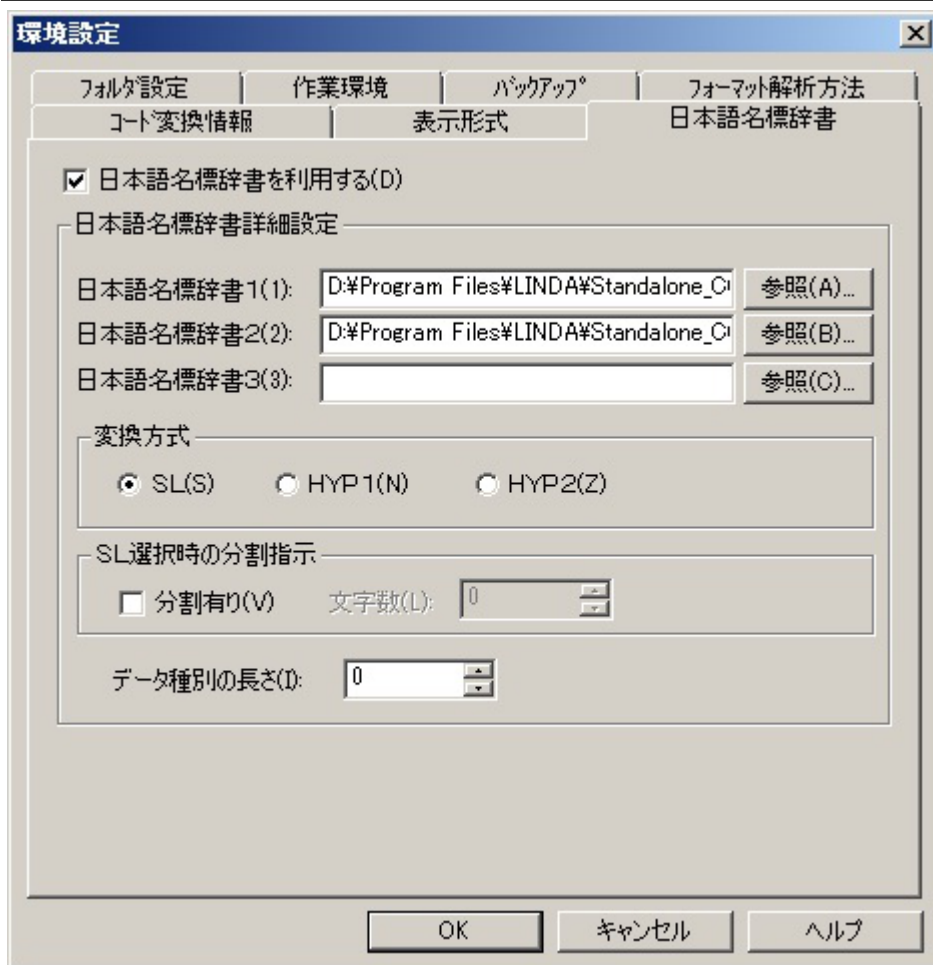 環境設定
ﾌｫﾙﾀﾞ設定 作業環境 ﾊﾞｯｸｱｯﾌﾟ ﾌｫｰﾏｯﾄ解析方法
ｺｰﾄﾞ変換情報 表示形式 日本語名標辞書
日本語名標辞書を利用する(D)
日本語名標辞書詳細設定
日本語名標辞書1(1): D:¥Program Files¥LINDA¥Standalone_C 参照(A)...
日本語名標辞書2(2): D:¥Program Files¥LINDA¥Standalone_C 参照(B)...
日本語名標辞書3(3): 参照(C)...
変換方式
SL(S) HYP1(N) HYP2(Z)
SL選択時の分割指示
分割有り(V) 文字数(L): 0
データ種別の長さ(I): 0
OK キャンセル ヘルプ